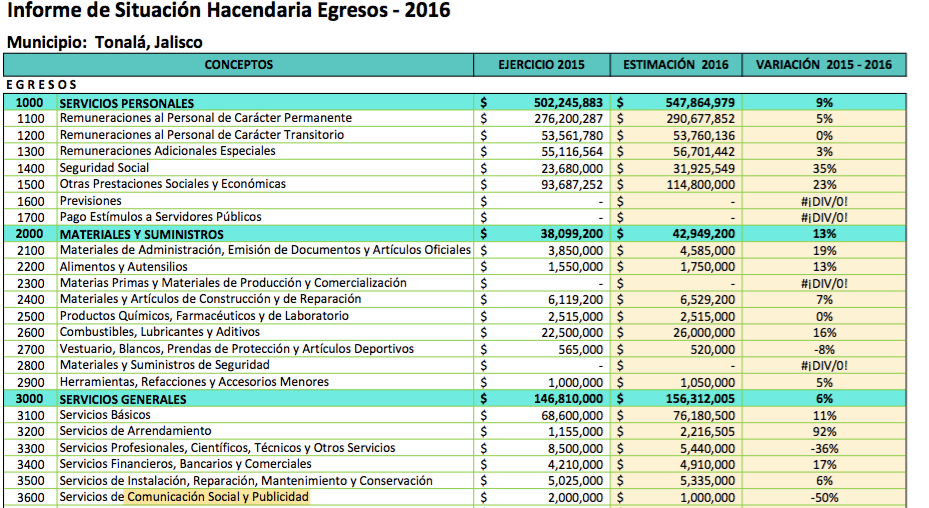 Informe de Situación Hacendaria Egresos - 2016
Municipio: Tonalá, Jalisco
CONCEPTOS EJERCICIO 2015 ESTIMACIÓN 2016 VARIACIÓN 2015 - 2016
EGRESOS
1000 SERVICIOS PERSONALES $ 502,245,883 $ 547,864,979 9%
1100 Remuneraciones al Personal de Carácter Permanente $ 276,200,287 $ 290,677,852 5%
1200 Remuneraciones al Personal de Carácter Transitorio $ 53,561,780 $ 53,760,136 0%
1300 Remuneraciones Adicionales Especiales $ 55,116,564 $ 56,701,442 3%
1400 Seguridad Social $ 23,680,000 $ 31,925,549 35%
1500 Otras Prestaciones Sociales y Económicas $ 93,687,252 $ 114,800,000 23%
1600 Previsiones $ - $ - #¡DIV/0!
1700 Pago Estímulos a Servidores Públicos $ - $ - #¡DIV/0!
2000 MATERIALES Y SUMINISTROS $ 38,099,200 $ 42,949,200 13%
2100 Materiales de Administración, Emisión de Documentos y Artículos Oficiales $ 3,850,000 $ 4,585,000 19%
2200 Alimentos y Autensilios $ 1,550,000 $ 1,750,000 13%
2300 Materias Primas y Materiales de Producción y Comercialización $ - $ - #¡DIV/0!
2400 Materiales y Artículos de Construcción y de Reparación $ 6,119,200 $ 6,529,200 7%
2500 Productos Químicos, Farmacéuticos y de Laboratorio $ 2,515,000 $ 2,515,000 0%
2600 Combustibles, Lubricantes y Aditivos $ 22,500,000 $ 26,000,000 16%
2700 Vestuario, Blancos, Prendas de Protección y Artículos Deportivos $ 565,000 $ 520,000 -8%
2800 Materiales y Suministros de Seguridad $ - $ - #¡DIV/0!
2900 Herramientas, Refacciones y Accesorios Menores $ 1,000,000 $ 1,050,000 5%
3000 SERVICIOS GENERALES $ 146,810,000 $ 156,312,005 6%
3100 Servicios Básicos $ 68,600,000 $ 76,180,500 11%
3200 Servicios de Arrendamiento $ 1,155,000 $ 2,216,505 92%
3300 Servicios Profesionales, Científicos, Técnicos y Otros Servicios $ 8,500,000 $ 5,440,000 -36%
3400 Servicios Financieros, Bancarios y Comerciales $ 4,210,000 $ 4,910,000 17%
3500 Servicios de Instalación, Reparación, Mantenimiento y Conservación $ 5,025,000 $ 5,335,000 6%
3600 Servicios de Comunicación Social y Publicidad $ 2,000,000 $ 1,000,000 -50%